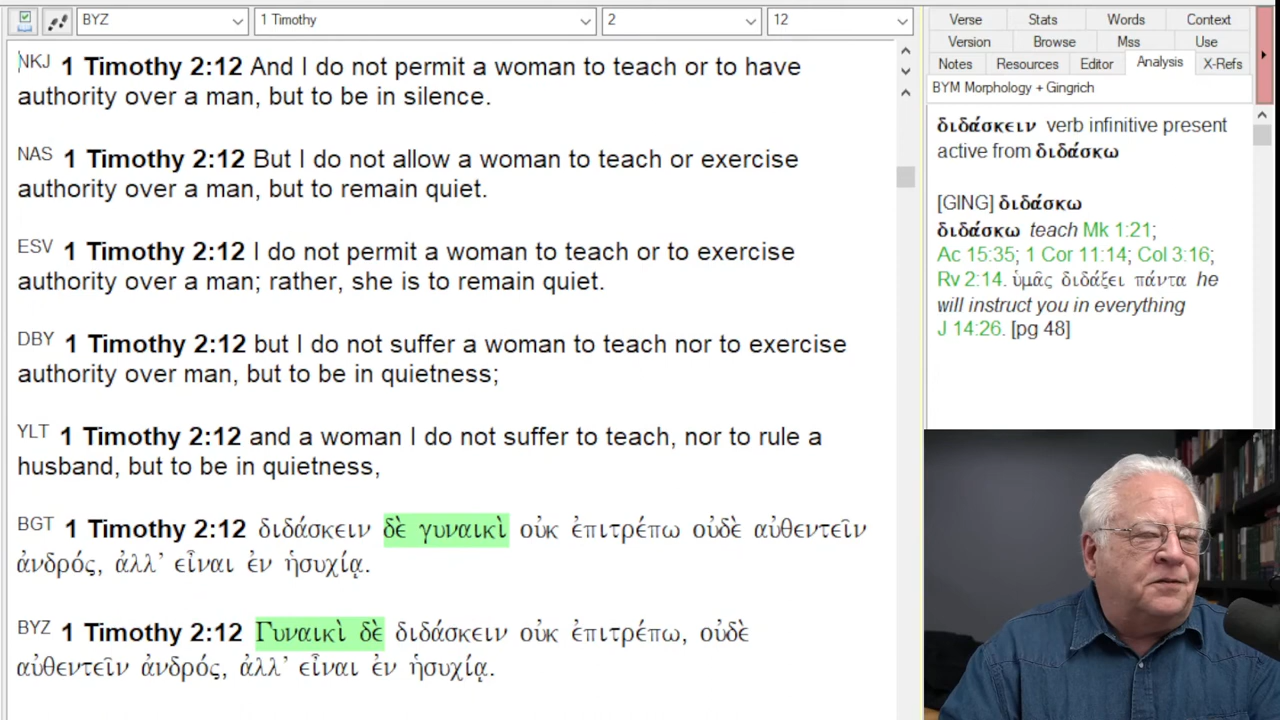 BYZ 1 Timothy 2 12
NKJ 1 Timothy 2:12 And I do not permit a woman to teach or to have
authority over a man, but to be in silence.
NAS 1 Timothy 2:12 But I do not allow a woman to teach or exercise
authority over a man, but to remain quiet.
ESV 1 Timothy 2:12 I do not permit a woman to teach or to exercise
authority over a man; rather, she is to remain quiet.
DBY 1 Timothy 2:12 but I do not suffer a woman to teach nor to exercise
authority over man, but to be in quietness;
YLT 1 Timothy 2:12 and a woman I do not suffer to teach, nor to rule a
husband, but to be in quietness,
BGT 1 Timothy 2:12 διδάσκειν δὲ γυναικὶ οὐκ ἐπιτρέπω οὐδὲ αὐθεντεῖν
ἀνδρός, ἀλλ’ εἶναι ἐν ἡσυχίᾳ.
BYZ 1 Timothy 2:12 Γυναικὶ δὲ διδάσκειν οὐκ ἐπιτρέπω, οὐδὲ
αὐθεντεῖν ἀνδρός, ἀλλ’ εἶναι ἐν ἡσυχίᾳ.
Verse Stats Words Context
Version Browse Mss Use
Notes Resources Editor Analysis X-Refs
BYM Morphology + Gingrich
διδάσκειν verb infinitive present
active from διδάσκω
[GING] διδάσκω
διδάσκω teach Mk 1:21;
Ac 15:35; 1 Cor 11:14; Col 3:16;
Rv 2:14. ὑμᾶς διδάξει πάντα he
will instruct you in everything
J 14:26. [pg 48]